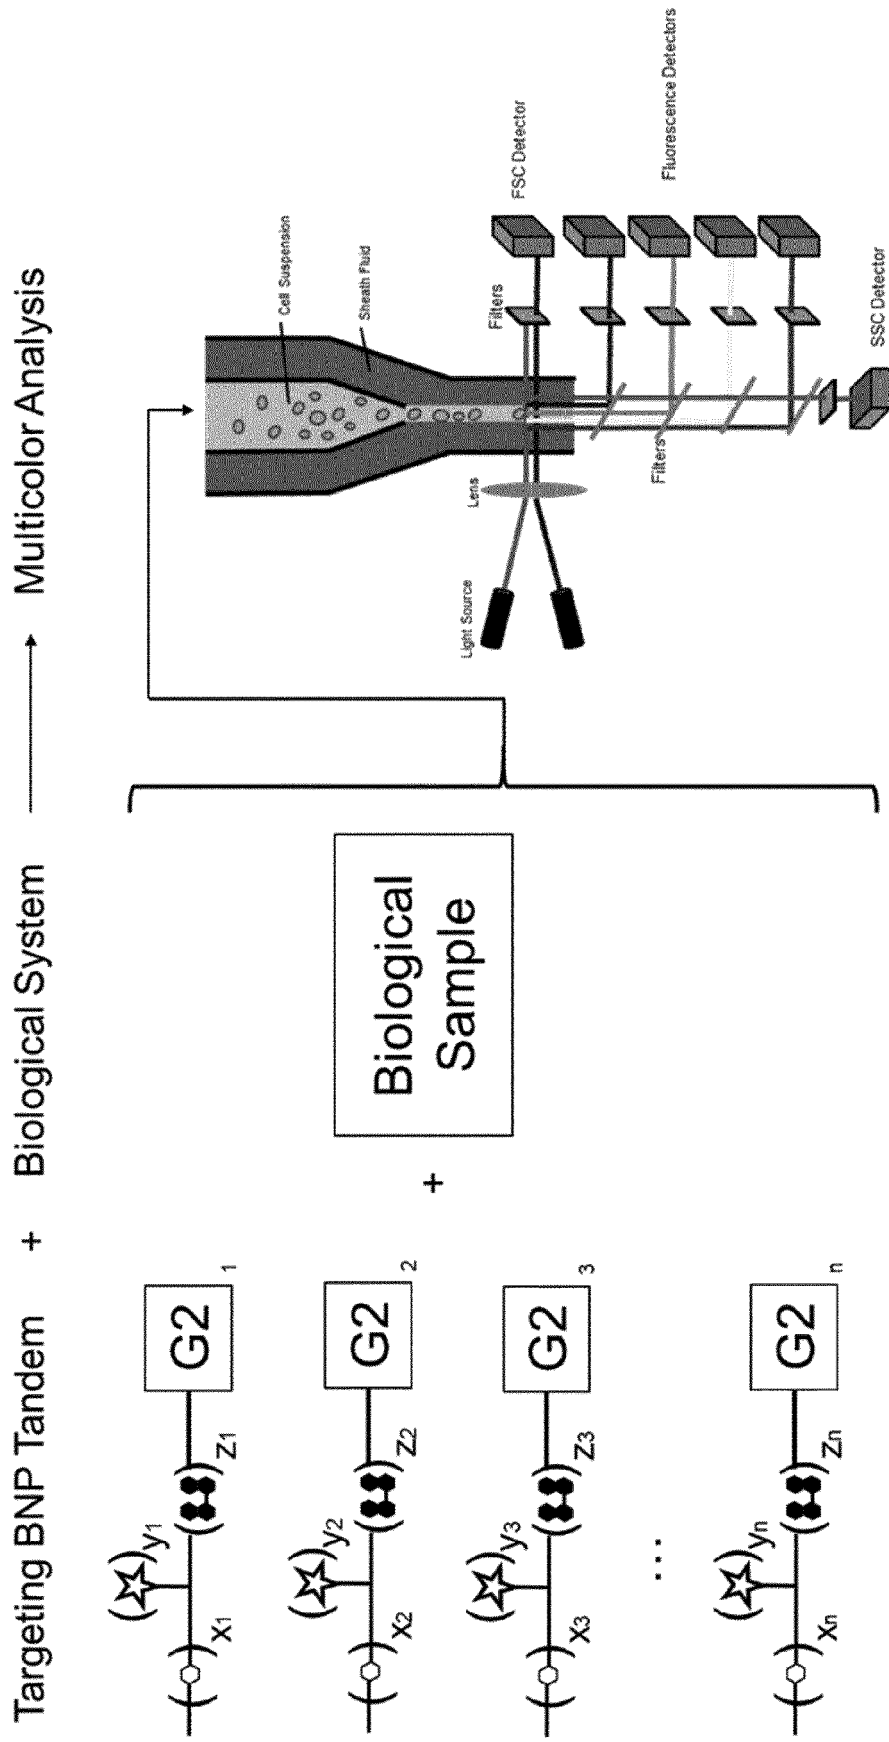 Targeting BNP Tandem + Biological System → Multicolor Analysis
( )x1 ( )y1 ( )z1 G2 1
( )x2 ( )y2 ( )z2 G2 2
( )x3 ( )y3 ( )z3 G2 3
...
( )xn ( )yn ( )zn G2 n
+
Biological
Sample
Cell Suspension
Sheath Fluid
Light Source
Lens
Filters
FSC Detector
Filters
Fluorescence Detectors
SSC Detector